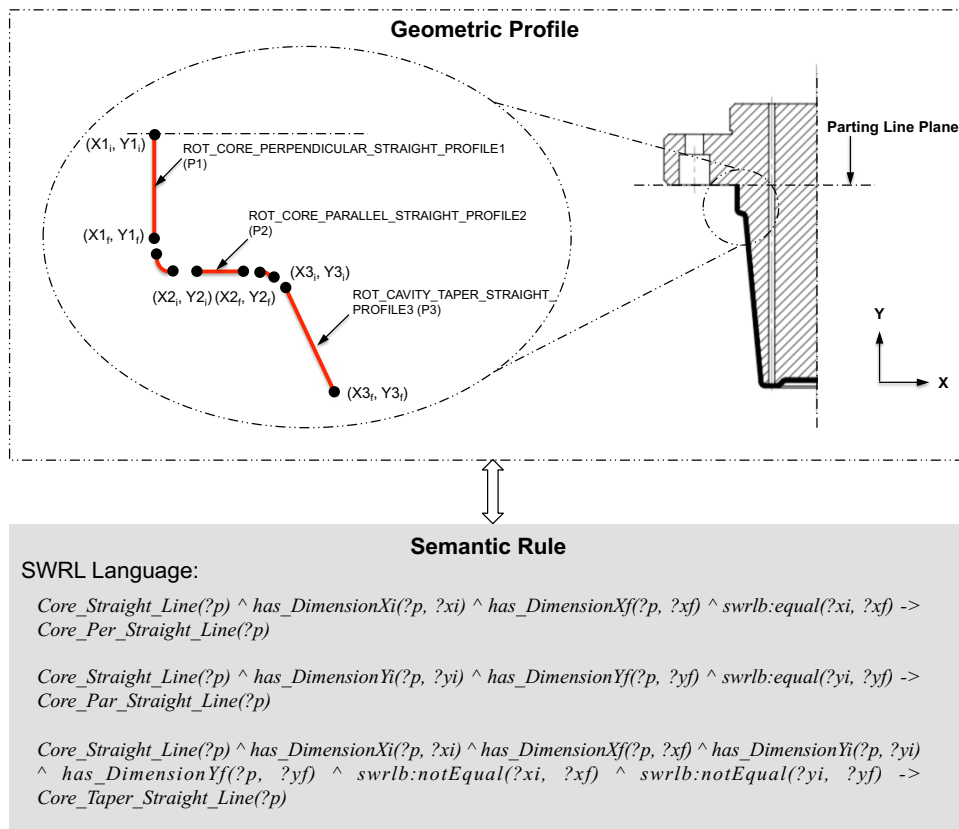 Geometric Profile
(X1i, Y1i)
ROT_CORE_PERPENDICULAR_STRAIGHT_PROFILE1
(P1)
Parting Line Plane
ROT_CORE_PARALLEL_STRAIGHT_PROFILE2
(P2)
(X1f, Y1f)
(X3i, Y3i)
(X2i, Y2i) (X2f, Y2f)
ROT_CAVITY_TAPER_STRAIGHT_
PROFILE3 (P3)
(X3f, Y3f)
Y
X
Semantic Rule
SWRL Language:
Core_Straight_Line(?p) ^ has_DimensionXi(?p, ?xi) ^ has_DimensionXf(?p, ?xf) ^ swrlb:equal(?xi, ?xf) ->
Core_Per_Straight_Line(?p)
Core_Straight_Line(?p) ^ has_DimensionYi(?p, ?yi) ^ has_DimensionYf(?p, ?yf) ^ swrlb:equal(?yi, ?yf) ->
Core_Par_Straight_Line(?p)
Core_Straight_Line(?p) ^ has_DimensionXi(?p, ?xi) ^ has_DimensionXf(?p, ?xf) ^ has_DimensionYi(?p, ?yi)
^ has_DimensionYf(?p, ?yf) ^ swrlb:notEqual(?xi, ?xf) ^ swrlb:notEqual(?yi, ?yf) ->
Core_Taper_Straight_Line(?p)